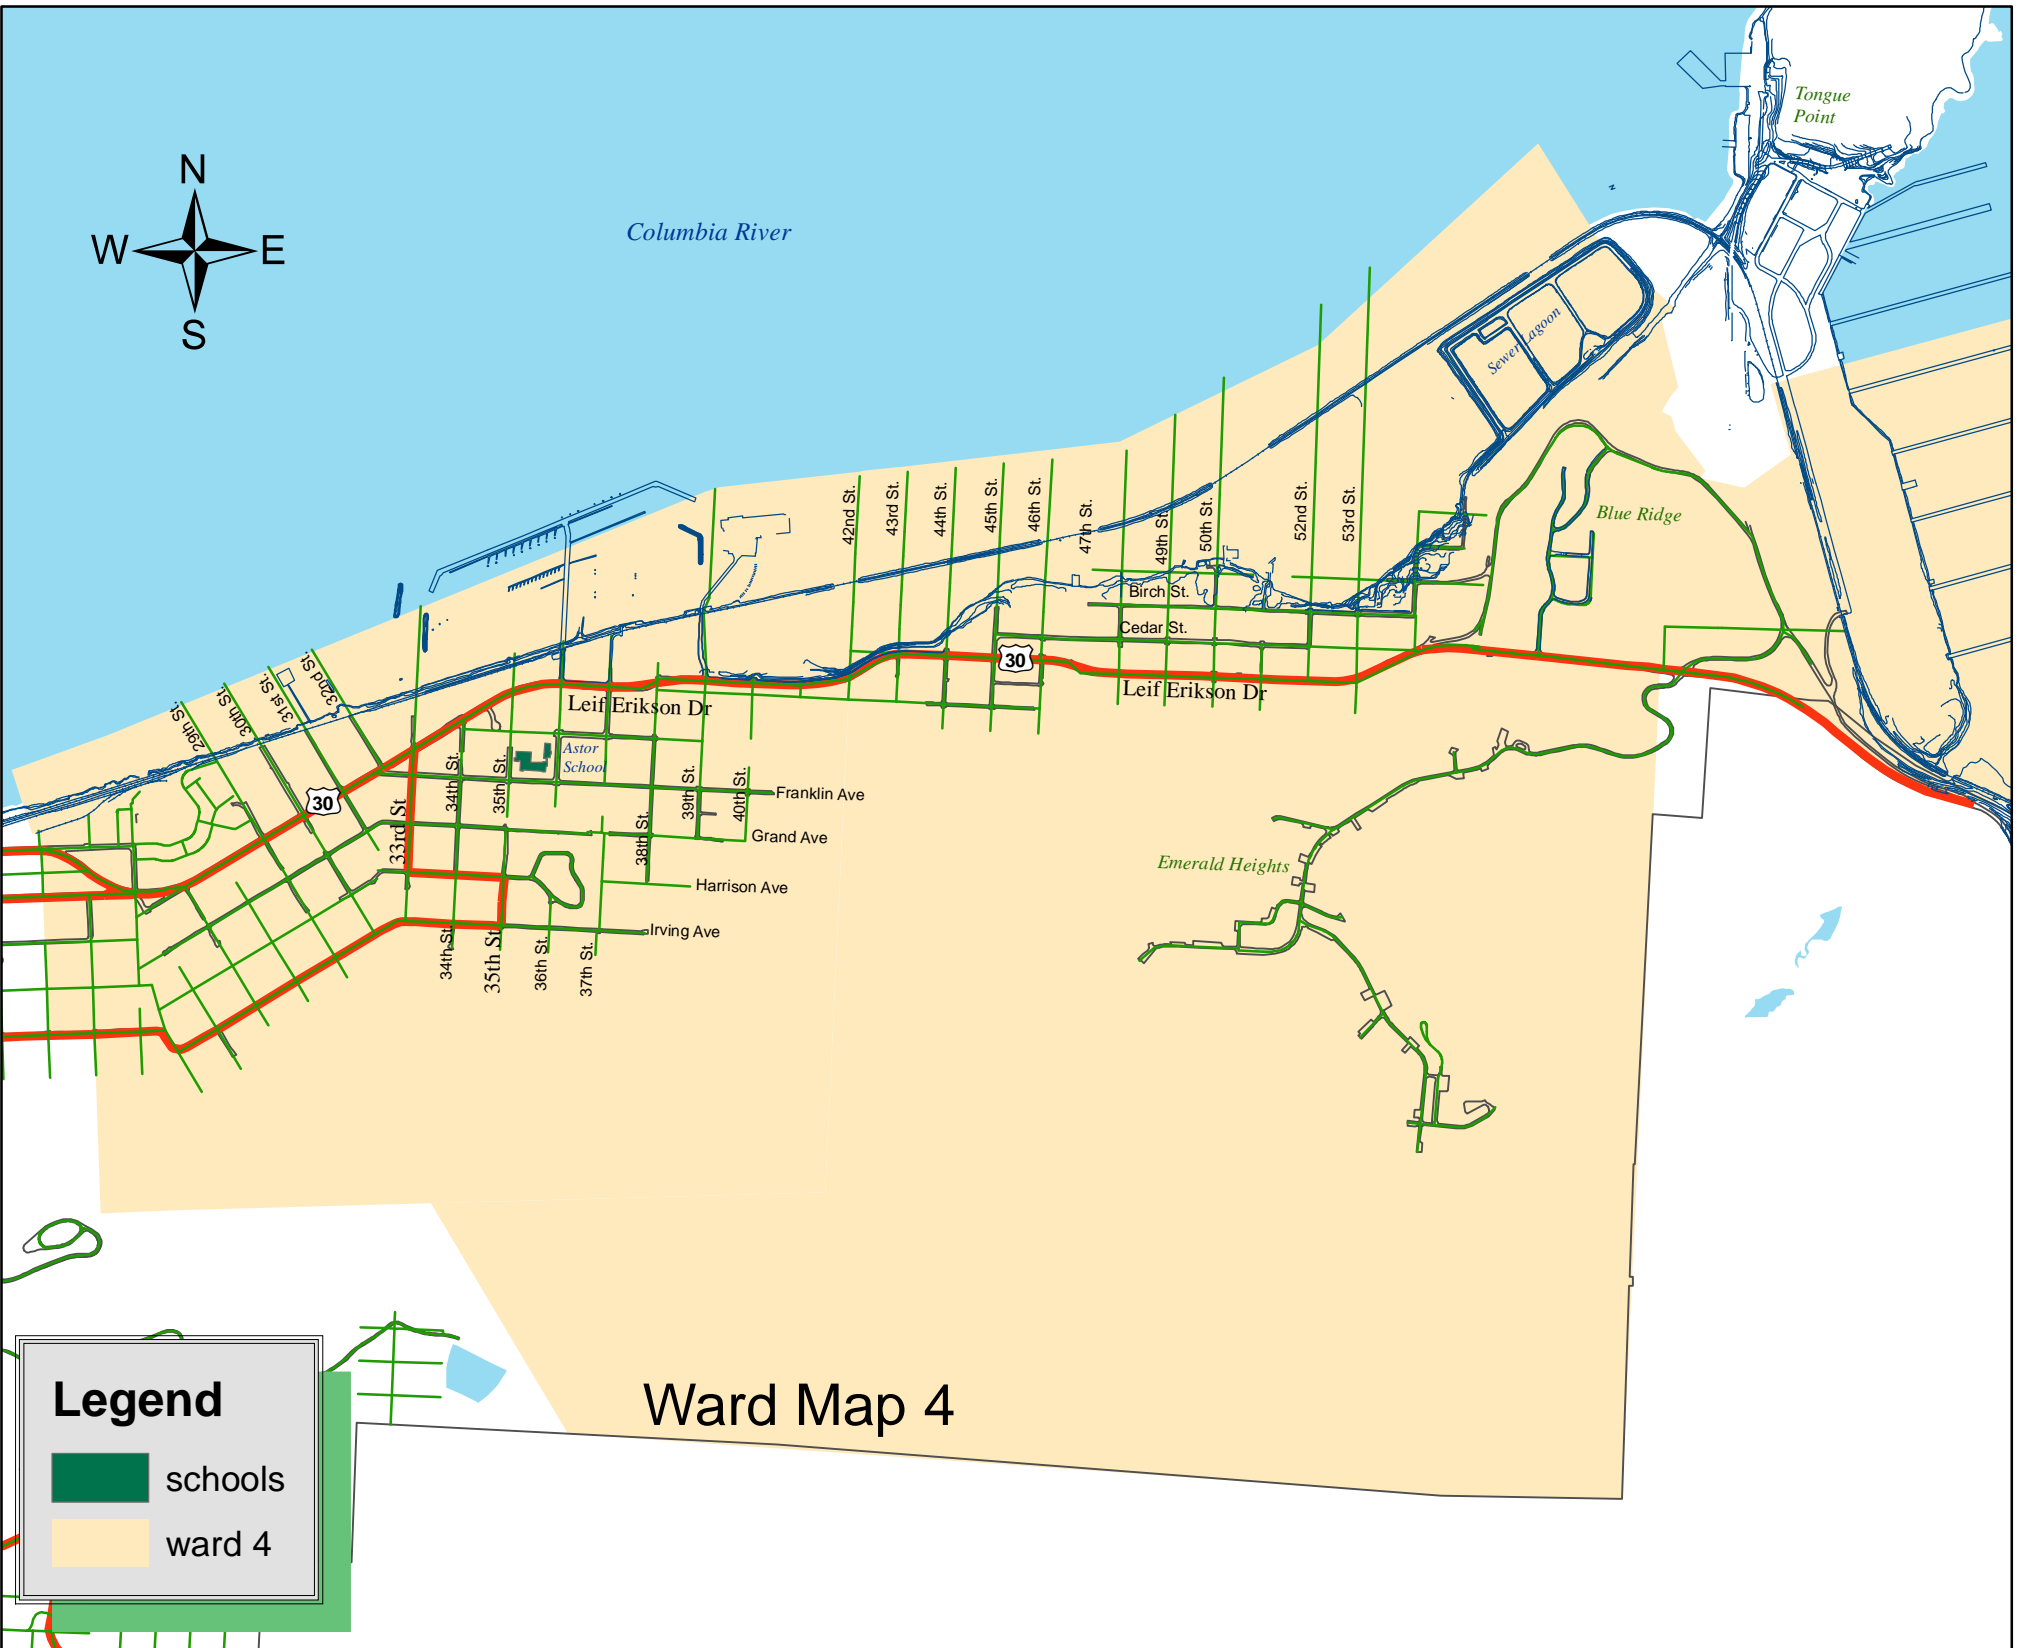 Tongue
Point
N
W
E
S
Columbia River
Sewer Lagoon
42nd St.
43rd St.
44th St.
45th St.
46th St.
47th St.
49th St.
50th St.
52nd St.
53rd St.
Blue Ridge
Birch St.
Cedar St.
30
Leif Erikson Dr
Leif Erikson Dr
29th St.
30th St.
31st St.
32nd St.
Astor
School
30
33rd St
34th St.
35th St.
38th St.
39th St.
40th St.
Franklin Ave
Grand Ave
Harrison Ave
Irving Ave
34th St.
35th St
36th St.
37th St.
Emerald Heights
Ward Map 4
Legend
schools
ward 4